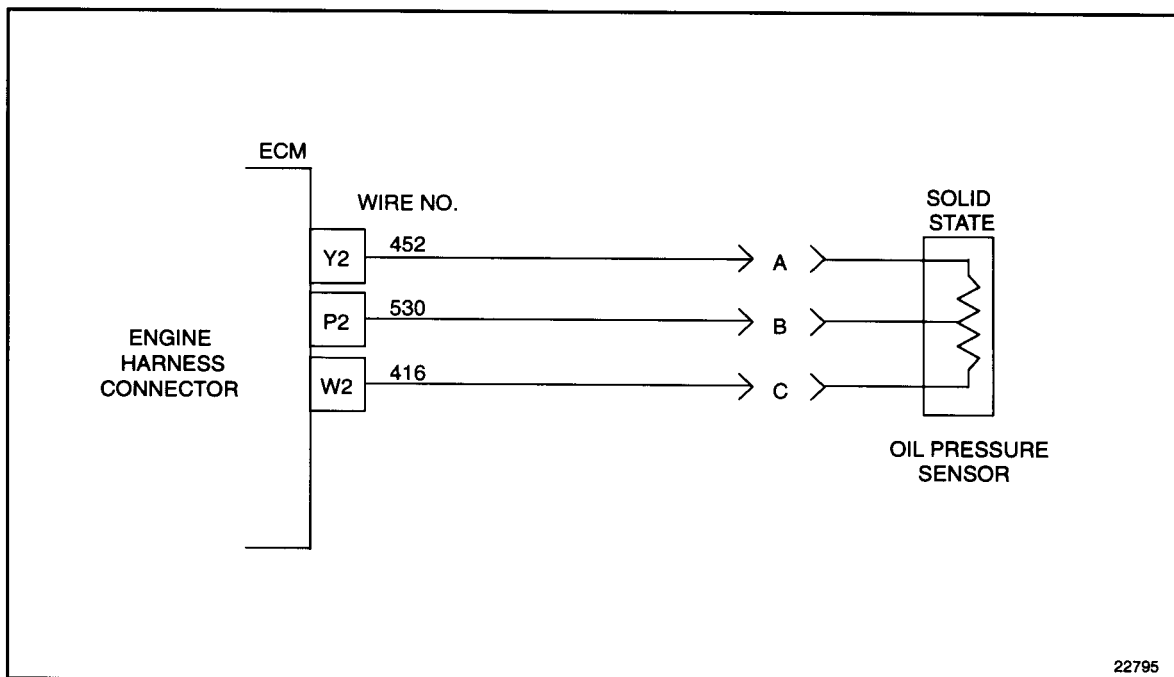 ECM
WIRE NO.
SOLID
STATE
Y2
452
A
P2
530
B
W2
416
C
ENGINE
HARNESS
CONNECTOR
OIL PRESSURE
SENSOR
22795